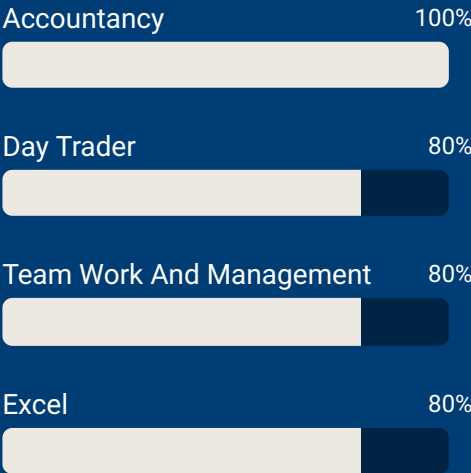 Accountancy 100%
Day Trader 80%
Team Work And Management 80%
Excel 80%